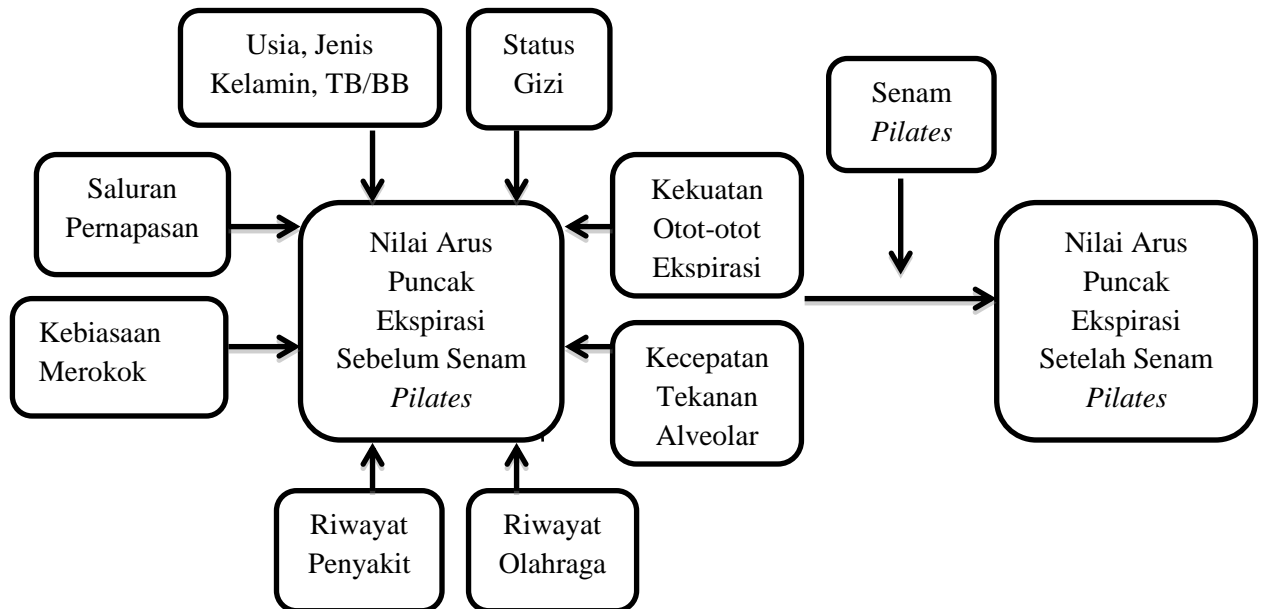 Usia, Jenis
Kelamin, TB/BB
Status
Gizi
Senam
Pilates
Saluran
Pernapasan
Kekuatan
Otot-otot
Ekspirasi
Nilai Arus
Puncak
Ekspirasi
Sebelum Senam
Pilates
Nilai Arus
Puncak
Ekspirasi
Setelah Senam
Pilates
Kebiasaan
Merokok
Kecepatan
Tekanan
Alveolar
Riwayat
Penyakit
Riwayat
Olahraga